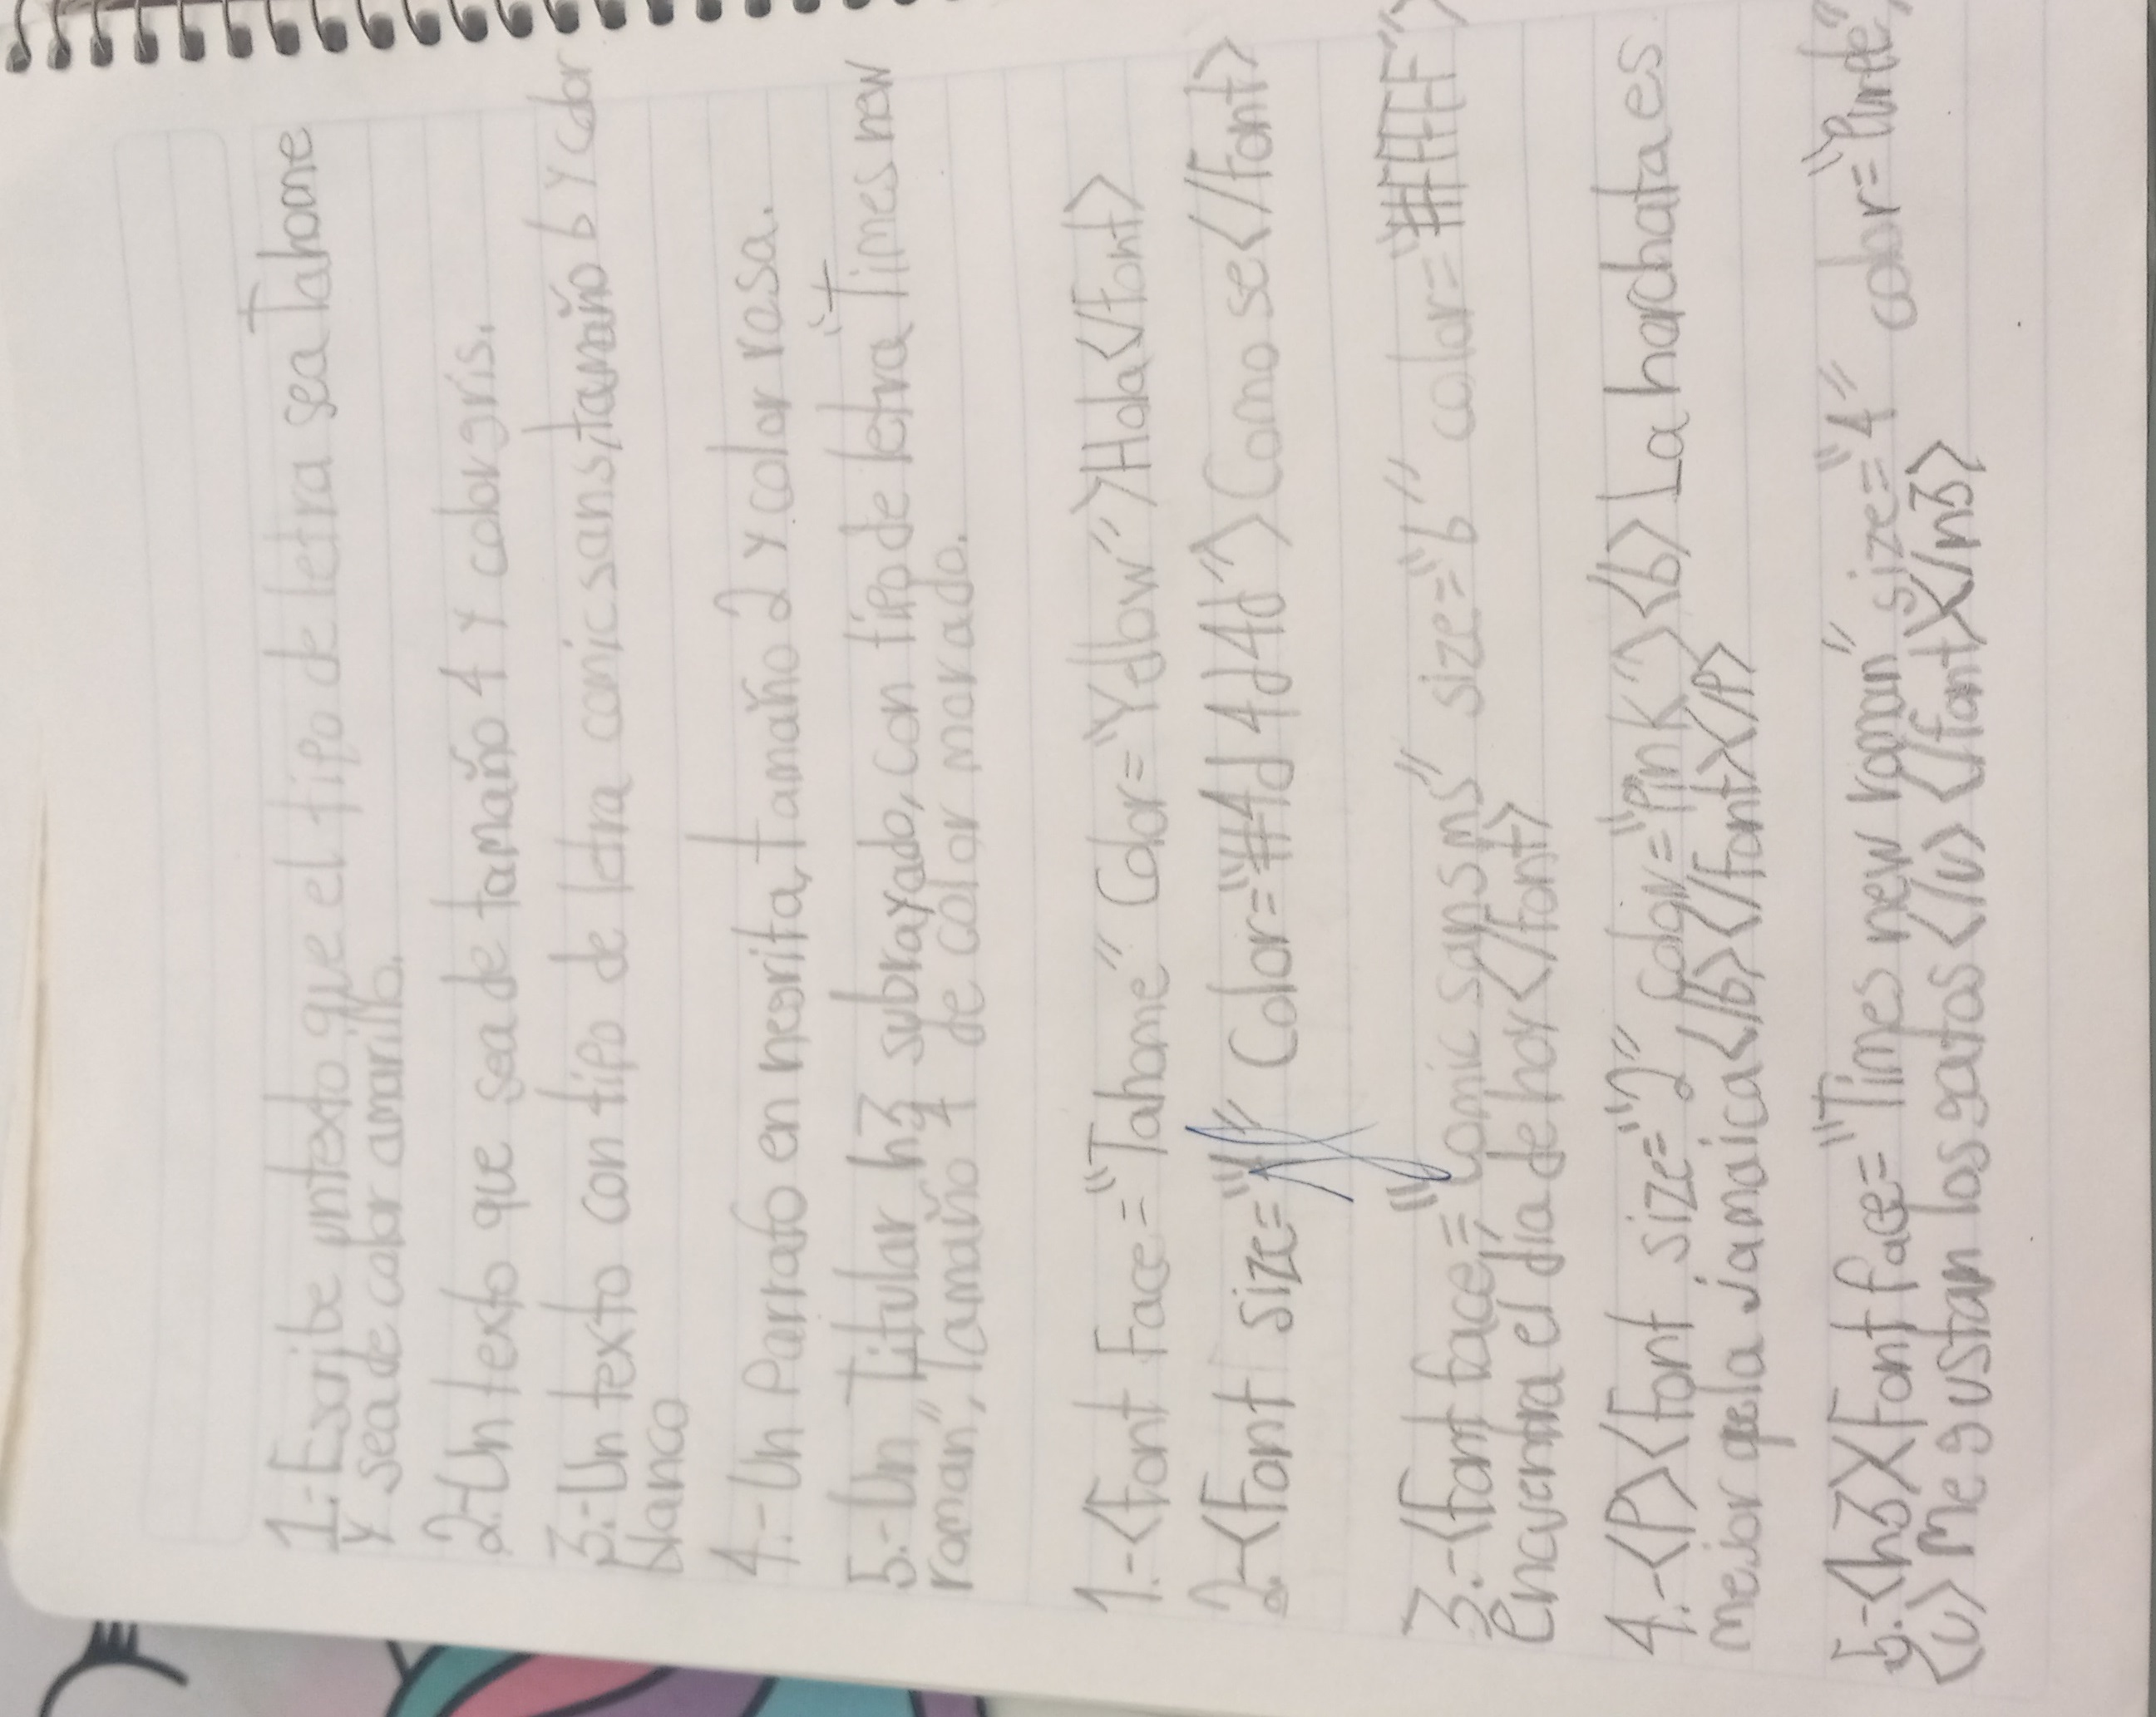 1.-Escribe un texto que el tipo de letra sea Tahome
y sea de color amarillo.
2.-Un texto que sea de tamaño 4 y color gris.
3.-Un texto con tipo de letra comic sans, tamaño 6 y color
blanco
4.-Un Parrafo en negrita, tamaño 2 y color rosa.
5.-Un "Titular h3 subrayado, con tipo de letra "Times new
roman", Tamaño 4 de color morado.
1.-<Font Face="Tahome" Color="Yellow">Hola</Font>
2.-<Font size="4" Color="#4d4d4d">Como se</Font>
3.-<Font face="Comic sans ms" size="6" color="#FFFFFF">
Encuentra el día de hoy</Font>
4.-<P><Font size="2", color="Pink"><b>La horchata es
mejor que la Jamaica</b></Font></P>
5.-<h3><Font face="Times new roman" size="4" color="Purple"
<u>Me gustan los gatos</u></font></h3>